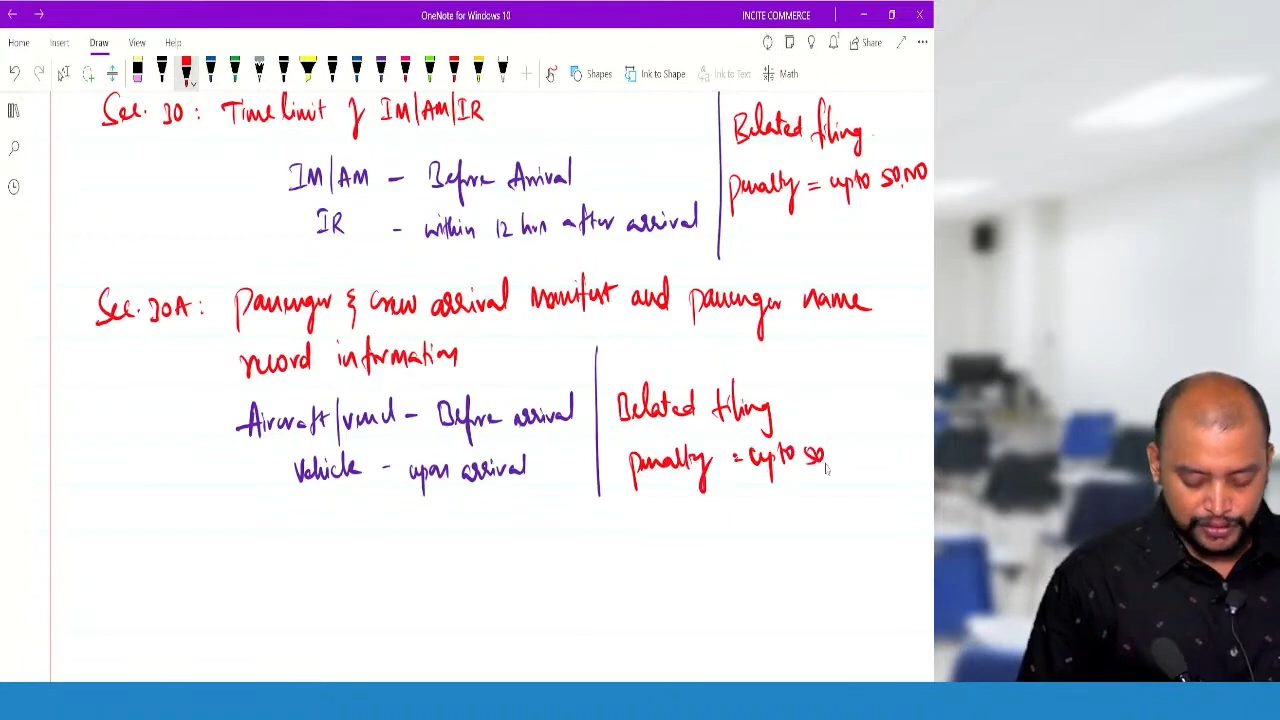 OneNote for Windows 10
INCITE COMMERCE
Home Insert Draw View Help
Share
Shapes Ink to Shape Ink to Text Math
Sec. 30 : Time limit of IM/AM/IR
IM/AM - Before Arrival
IR - within 12 hrs after arrival
Belated filing
penalty = upto 50,000
Sec. 30A : passenger & crew arrival manifest and passenger name
record information
Aircraft/vessel - Before arrival
Vehicle - upon arrival
Belated filing
penalty = upto 50